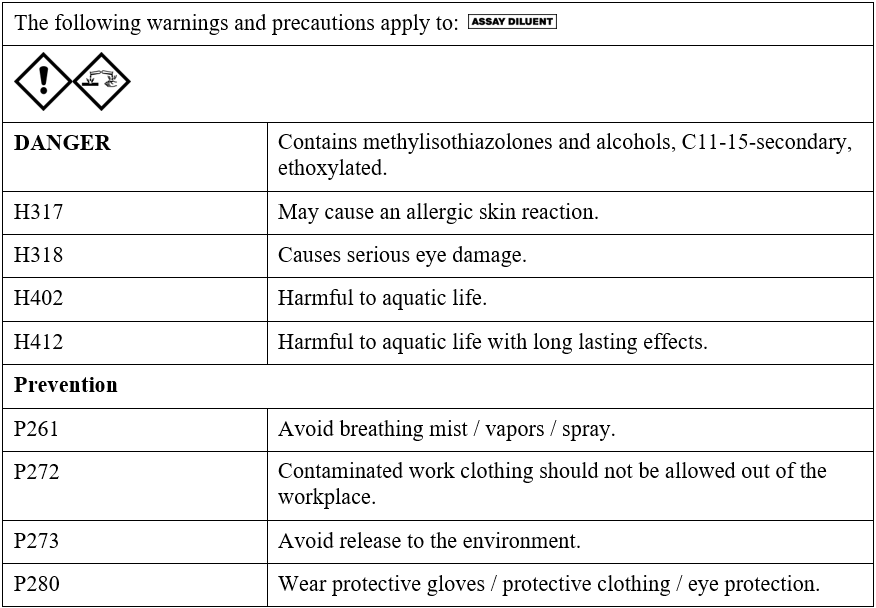 The following warnings and precautions apply to: ASSAY DILUENT
DANGER
Contains methylisothiazolones and alcohols, C11-15-secondary,
ethoxylated.
H317
May cause an allergic skin reaction.
H318
Causes serious eye damage.
H402
Harmful to aquatic life.
H412
Harmful to aquatic life with long lasting effects.
Prevention
P261
Avoid breathing mist / vapors / spray.
P272
Contaminated work clothing should not be allowed out of the
workplace.
P273
Avoid release to the environment.
P280
Wear protective gloves / protective clothing / eye protection.